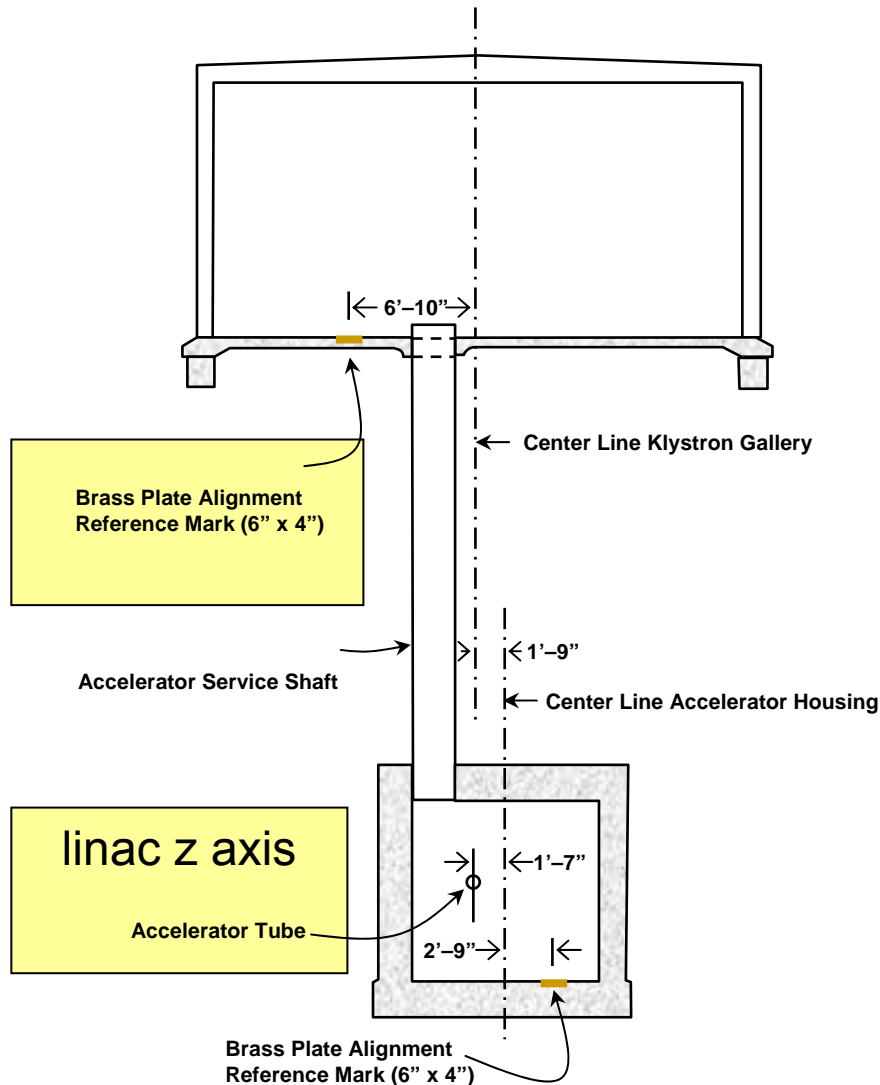 6’–10”
Center Line Klystron Gallery
Brass Plate Alignment
Reference Mark (6” x 4”)
1’–9”
Accelerator Service Shaft
Center Line Accelerator Housing
linac z axis
1’–7”
Accelerator Tube
2’–9”
Brass Plate Alignment
Reference Mark (6” x 4”)